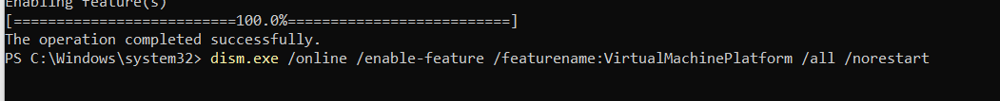 Enabling feature(s)
[==========================100.0%==========================]
The operation completed successfully.
PS C:\Windows\system32> dism.exe /online /enable-feature /featurename:VirtualMachinePlatform /all /norestart